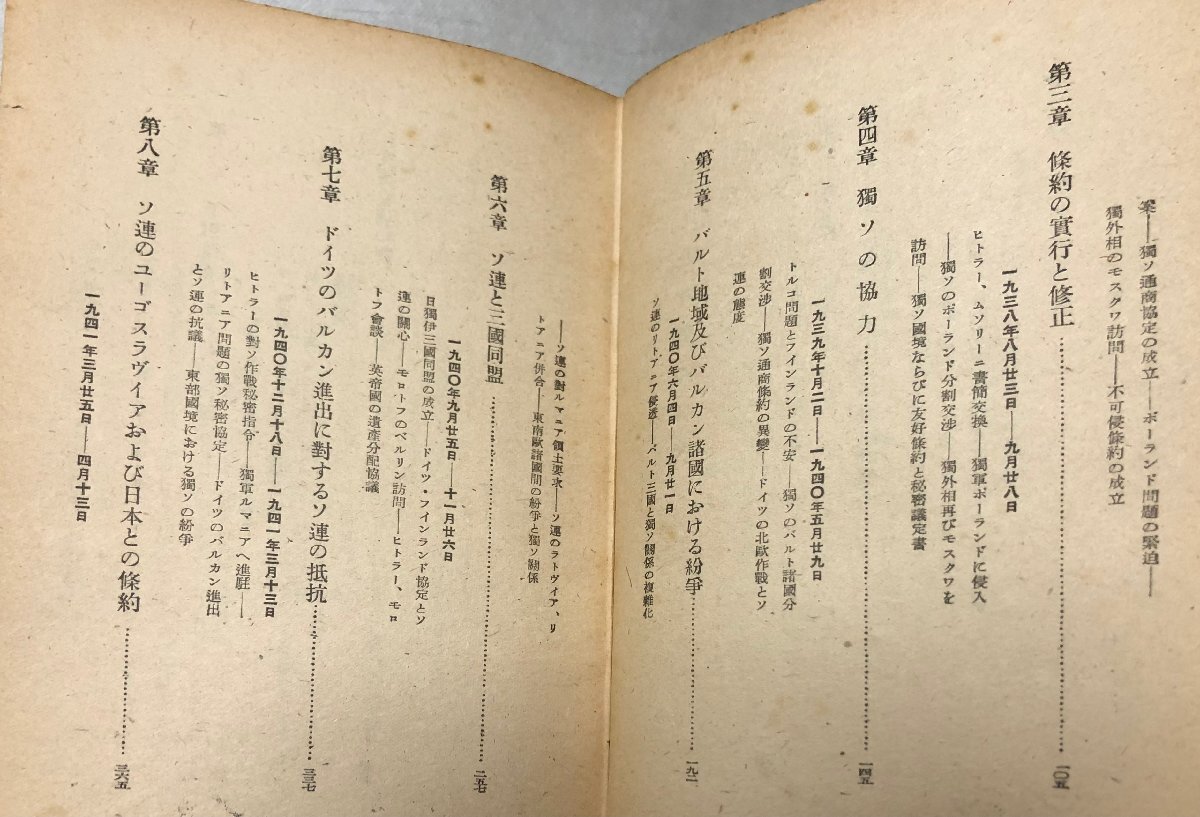 案——獨ソ通商協定の成立——ポーランド問題の緊迫——
獨外相のモスクワ訪問——不可侵條約の成立
第三章 條約の實行と修正……………………一〇五
一九三八年八月廿三日——九月廿八日
ヒトラー、ムソリーニ書簡交換——獨軍ポーランドに侵入
——獨ソのポーランド分割交渉——獨外相再びモスクワを
訪問——獨ソ國境ならびに友好條約と秘密議定書
第四章 獨ソの協力……………………一四五
一九三九年十月二日——一九四〇年五月廿九日
トルコ問題とフインランドの不安——獨ソのバルト諸國分
割交渉——獨ソ通商條約の異變——ドイツの北歐作戰とソ
連の態度
第五章 バルト地域及びバルカン諸國における紛爭……一九二
一九四〇年六月四日——九月廿一日
ソ連のリトアニア侵透——バルト三國と獨ソ關係の複雜化
——ソ連の對ルマニア領土要求——ソ連のラトヴイア、リ
トアニア併合——東南歐諸國間の紛爭と獨ソ關係
第六章 ソ連と三國同盟……………………二五七
一九四〇年九月廿五日——十一月廿六日
日獨伊三國同盟の成立——ドイツ・フインランド協定とソ
連の關心——モロトフのベルリン訪問——ヒトラー、モロ
トフ會談——英帝國の遺產分配協議
第七章 ドイツのバルカン進出に對するソ連の抵抗……三三七
一九四〇年十二月十八日——一九四一年三月十三日
ヒトラーの對ソ作戰秘密指令——獨軍ルマニアへ進駐——
リトアニア問題の獨ソ秘密協定——ドイツのバルカン進出
とソ連の抗議——東部國境における獨ソの紛爭
第八章 ソ連のユーゴスラヴイアおよび日本との條約……三六五
一九四一年三月廿五日——四月十三日